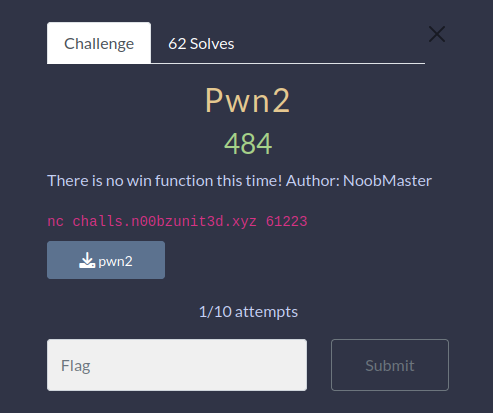 Challenge
62 Solves
Pwn2
484
There is no win function this time! Author: NoobMaster
nc challs.n00bzunit3d.xyz 61223
pwn2
1/10 attempts
Flag
Submit